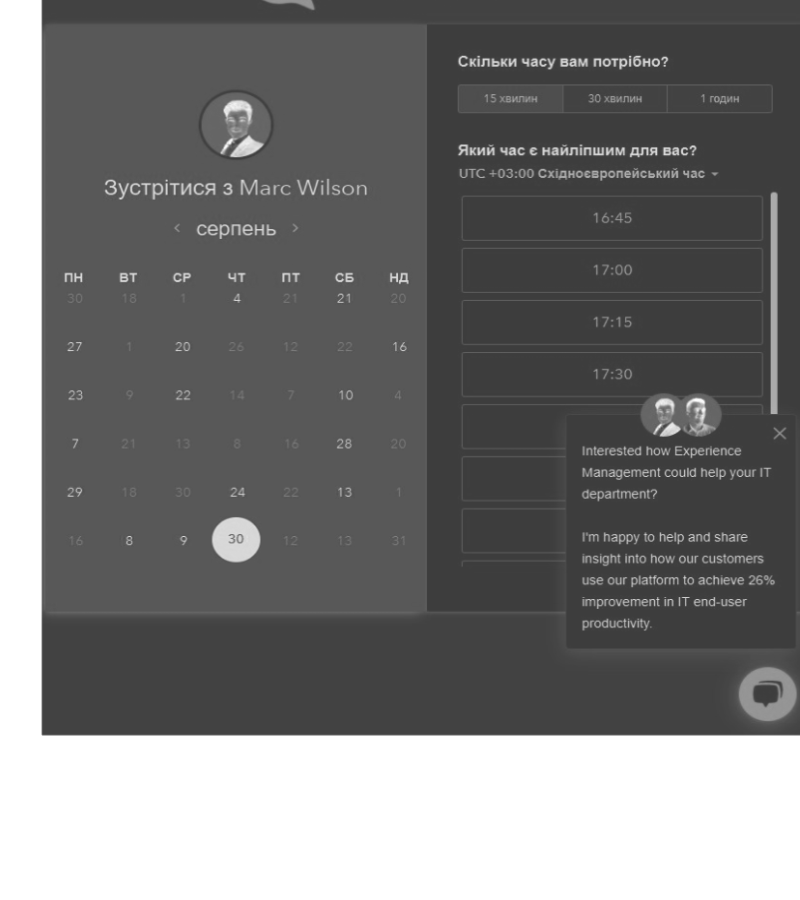 Зустрітися з Marc Wilson
‹ серпень ›
ПН ВТ СР ЧТ ПТ СБ НД
30 18 1 4 21 21 20
27 1 20 26 12 22 16
23 9 22 14 7 10 4
7 21 13 8 16 28 20
29 18 30 24 22 13 1
16 8 9 30 12 13 31
Скільки часу вам потрібно?
15 хвилин 30 хвилин 1 годин
Який час є найліпшим для вас?
UTC +03:00 Східноєвропейський час
16:45
17:00
17:15
17:30
Interested how Experience
Management could help your IT
department?
I'm happy to help and share
insight into how our customers
use our platform to achieve 26%
improvement in IT end-user
productivity.